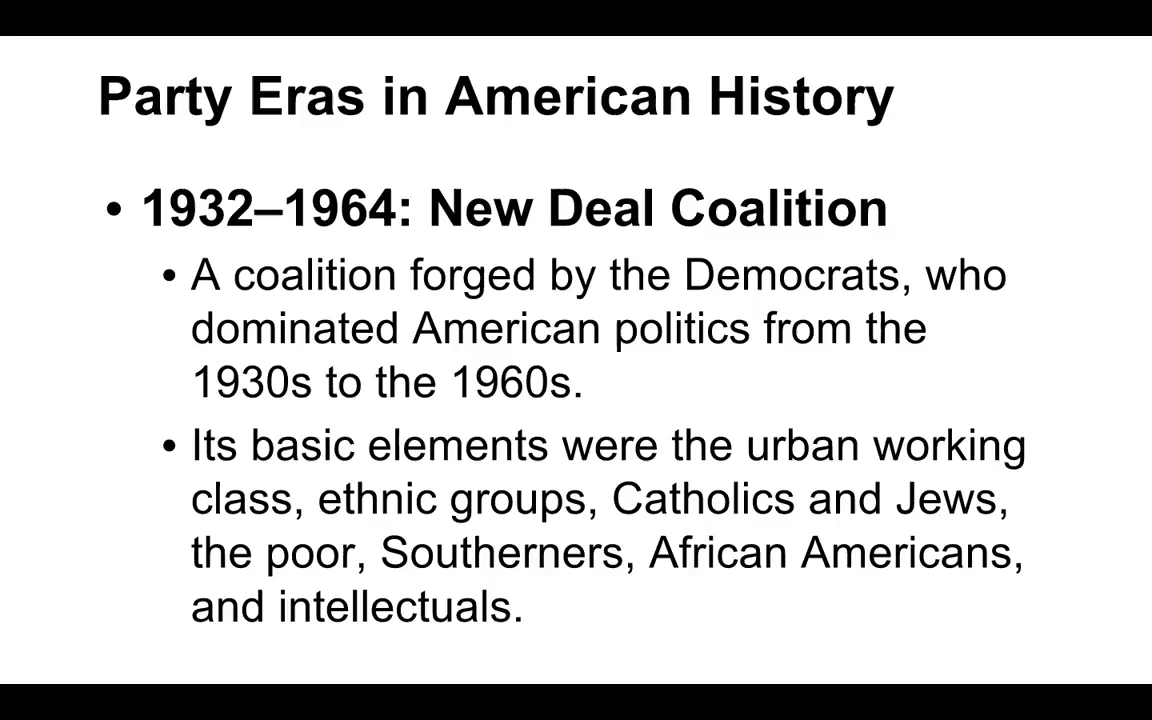 Party Eras in American History
• 1932–1964: New Deal Coalition
• A coalition forged by the Democrats, who
dominated American politics from the
1930s to the 1960s.
• Its basic elements were the urban working
class, ethnic groups, Catholics and Jews,
the poor, Southerners, African Americans,
and intellectuals.